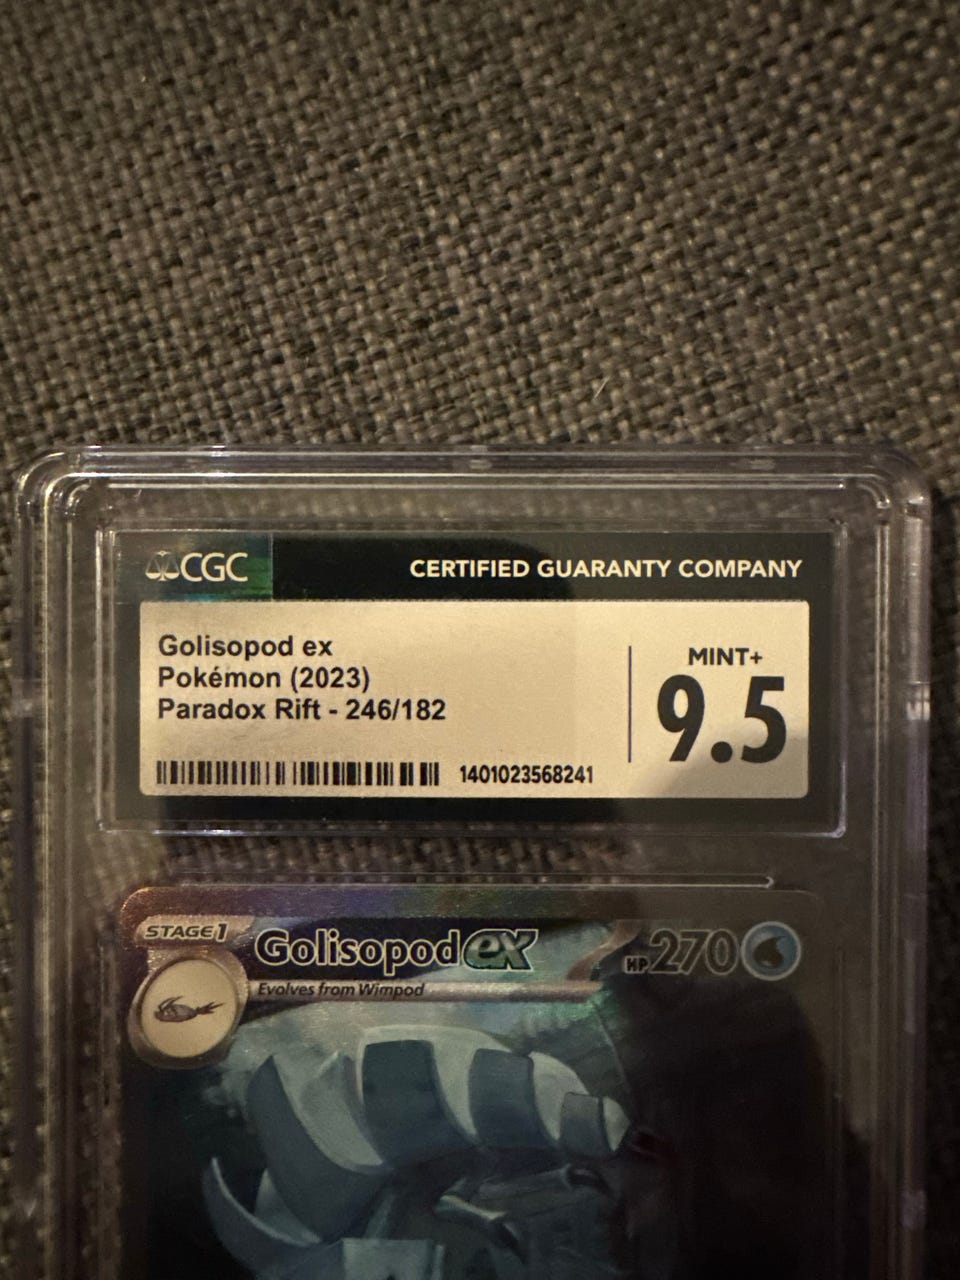 CGC
CERTIFIED GUARANTY COMPANY
Golisopod ex
Pokémon (2023)
Paradox Rift - 246/182
MINT+
9.5
1401023568241
STAGE1
Golisopod ex
HP 270
Evolves from Wimpod